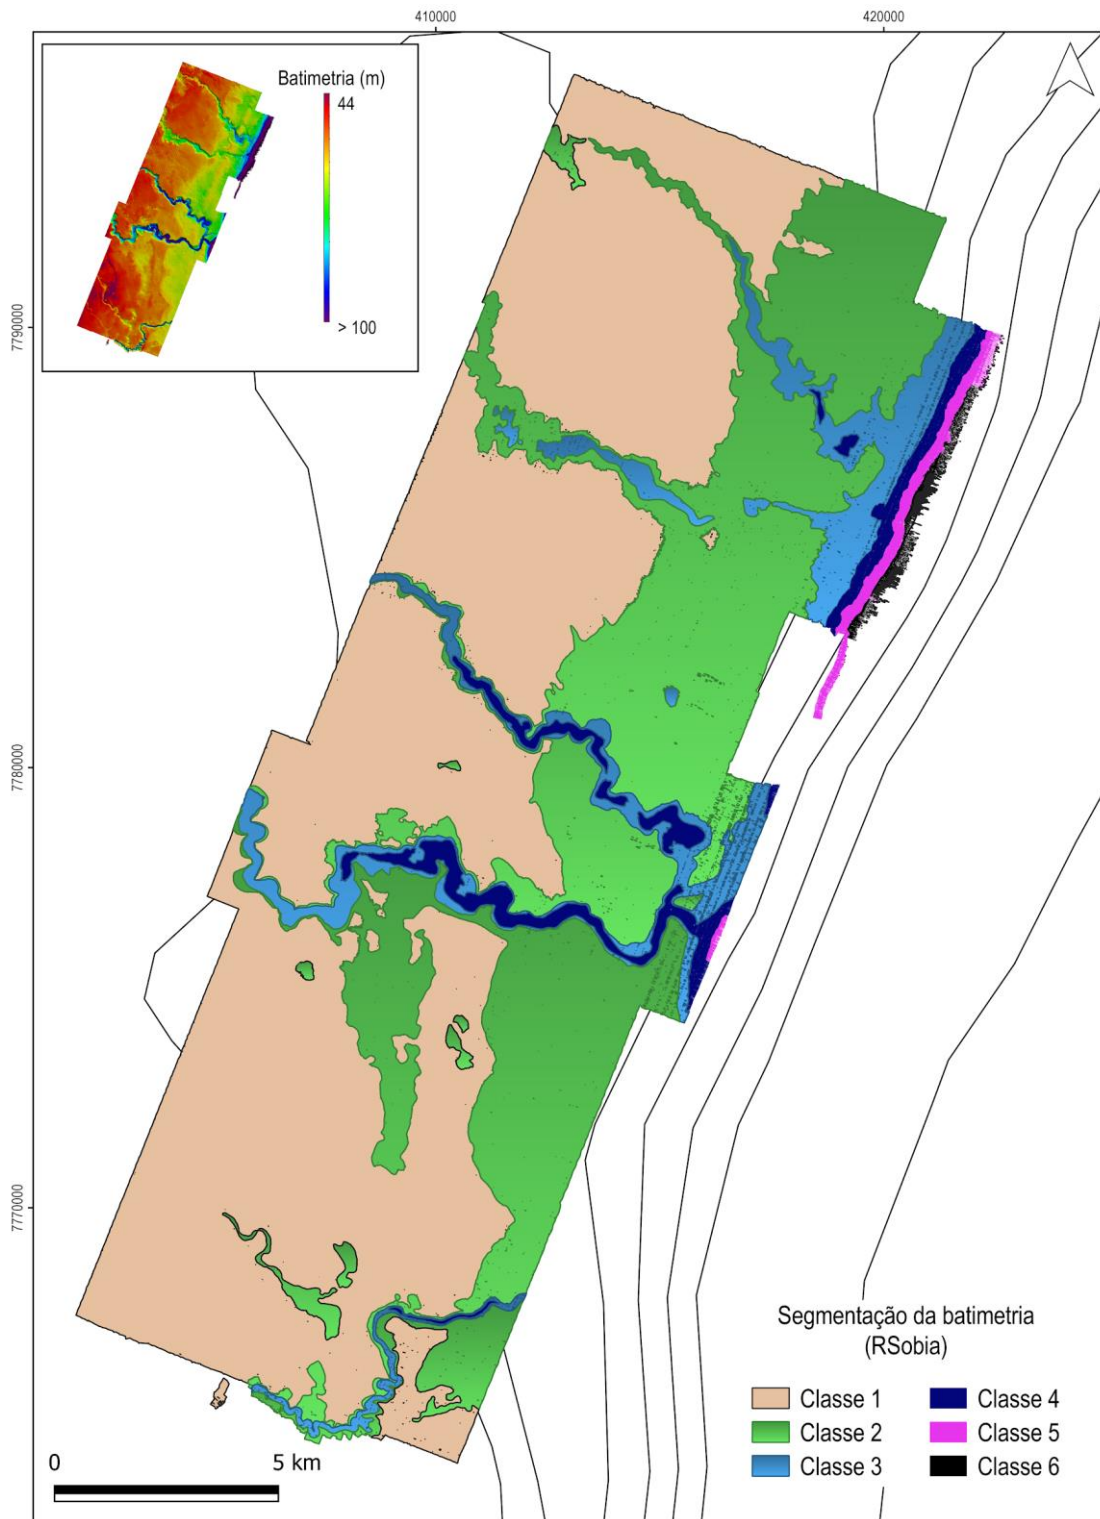 410000
420000
Batimetria (m)
44
> 100
7790000
7780000
7770000
Segmentação da batimetria
(RSobia)
Classe 1
Classe 4
Classe 2
Classe 5
Classe 3
Classe 6
0
5 km